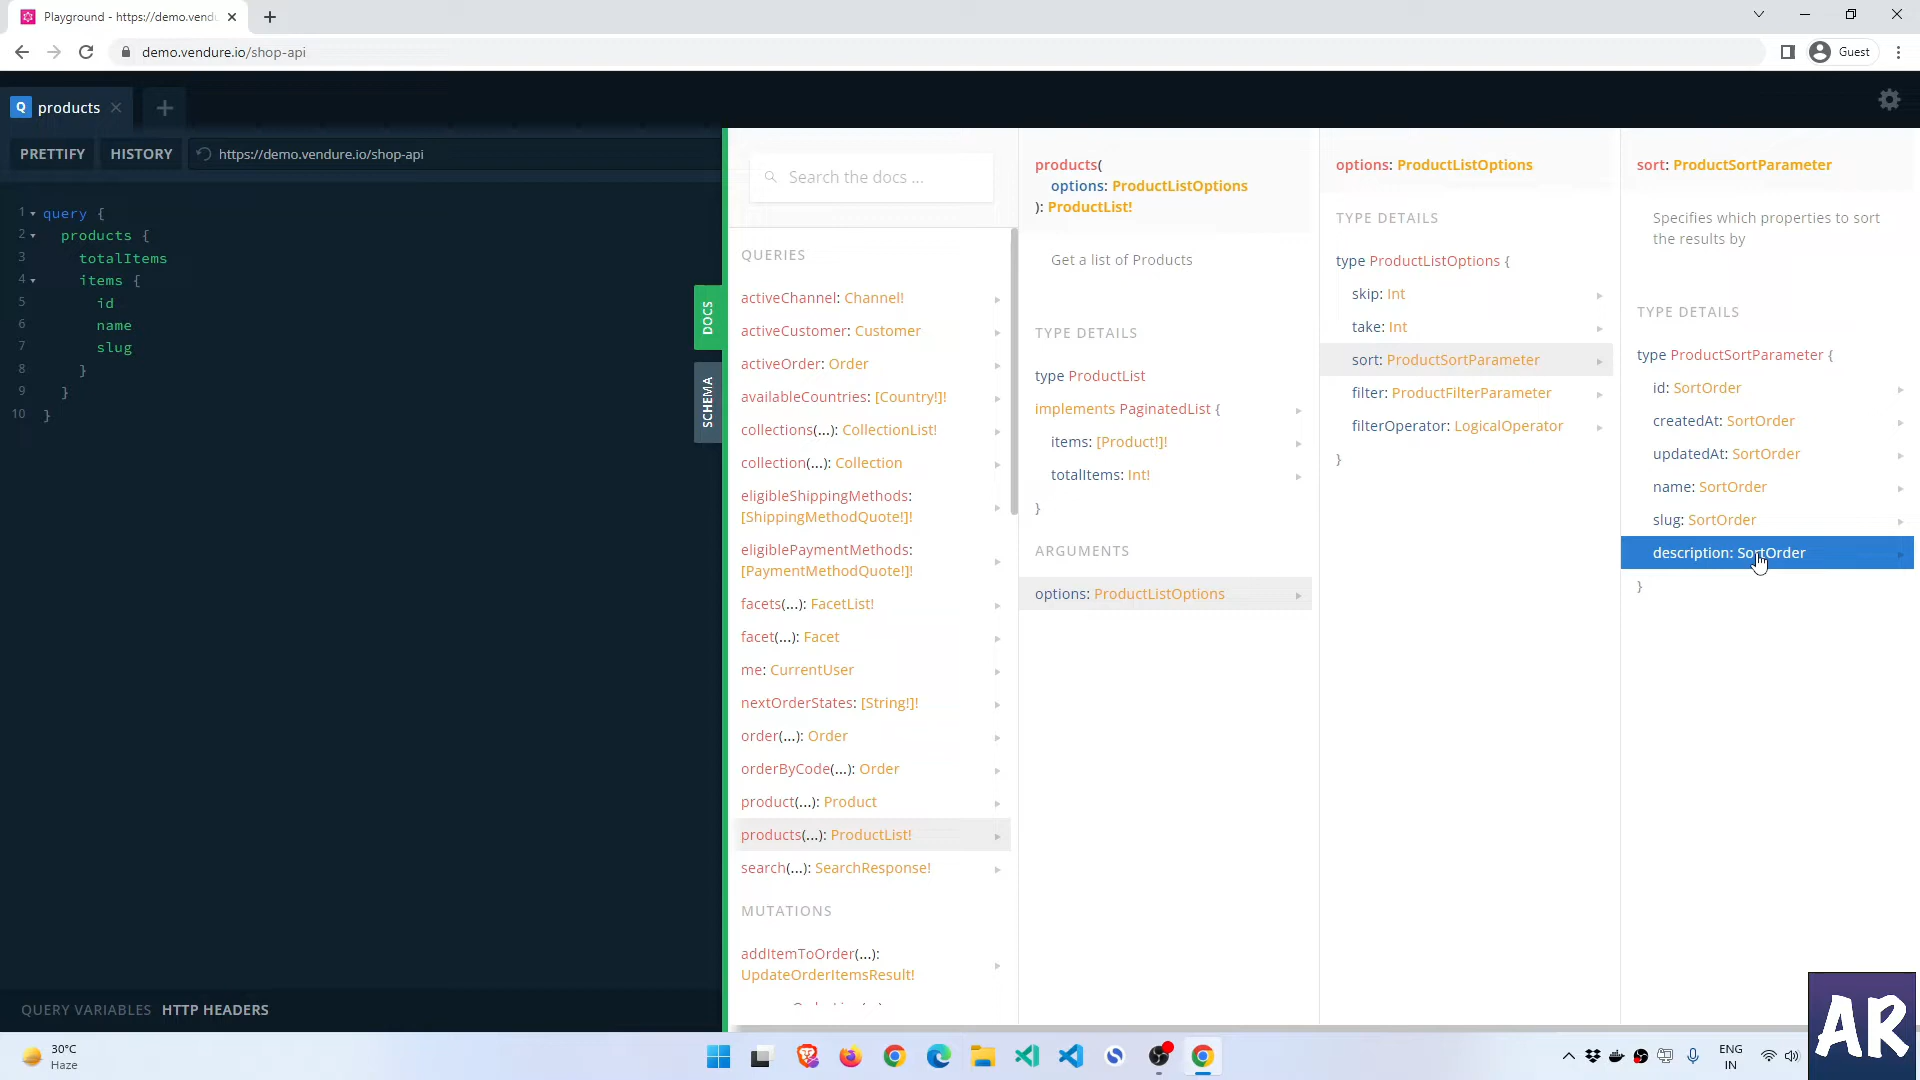 Playground - https://demo.vend
demo.vendure.io/shop-api
Guest
Q products
PRETTIFY
HISTORY
https://demo.vendure.io/shop-api
1 query {
2 products {
3 totalItems
4 items {
5 id
6 name
7 slug
8 }
9 }
10 }
QUERY VARIABLES
HTTP HEADERS
DOCS
SCHEMA
Search the docs ...
QUERIES
activeChannel: Channel!
activeCustomer: Customer
activeOrder: Order
availableCountries: [Country!]!
collections(...): CollectionList!
collection(...): Collection
eligibleShippingMethods:
[ShippingMethodQuote!]!
eligiblePaymentMethods:
[PaymentMethodQuote!]!
facets(...): FacetList!
facet(...): Facet
me: CurrentUser
nextOrderStates: [String!]!
order(...): Order
orderByCode(...): Order
product(...): Product
products(...): ProductList!
search(...): SearchResponse!
MUTATIONS
addItemToOrder(...):
UpdateOrderItemsResult!
products(
options: ProductListOptions
): ProductList!
Get a list of Products
TYPE DETAILS
type ProductList
implements PaginatedList {
items: [Product!]!
totalItems: Int!
}
ARGUMENTS
options: ProductListOptions
options: ProductListOptions
TYPE DETAILS
type ProductListOptions {
skip: Int
take: Int
sort: ProductSortParameter
filter: ProductFilterParameter
filterOperator: LogicalOperator
}
sort: ProductSortParameter
Specifies which properties to sort
the results by
TYPE DETAILS
type ProductSortParameter {
id: SortOrder
createdAt: SortOrder
updatedAt: SortOrder
name: SortOrder
slug: SortOrder
description: SortOrder
}
30°C
Haze
ENG
IN
AR